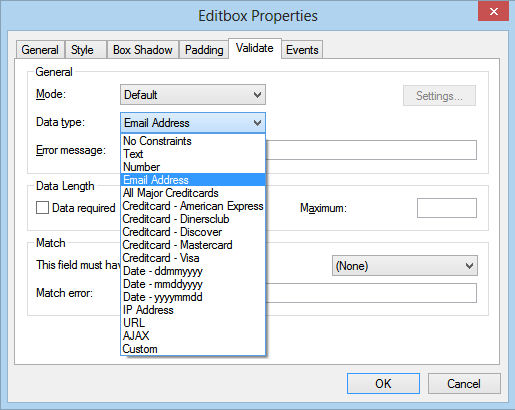 Editbox Properties
General Style Box Shadow Padding Validate Events
General
Mode: Default Settings...
Data type: Email Address
Error message:
No Constraints
Text
Number
Email Address
All Major Creditcards
Creditcard - American Express
Creditcard - Dinersclub
Creditcard - Discover
Creditcard - Mastercard
Creditcard - Visa
Date - ddmmyyyy
Date - mmddyyyy
Date - yyyymmdd
IP Address
URL
AJAX
Custom
Data Length
Data required Maximum:
Match
This field must hav (None)
Match error:
OK Cancel